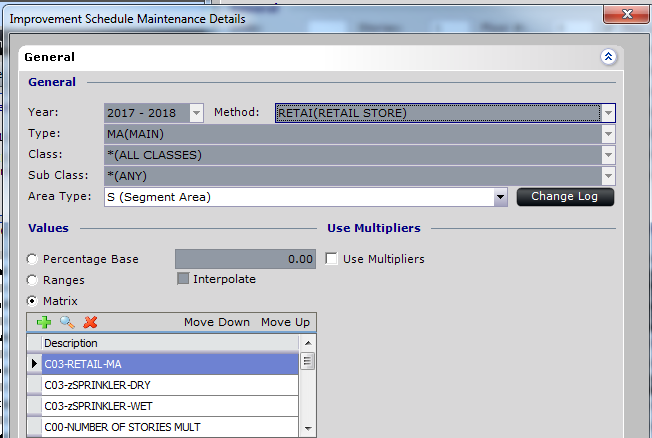 Improvement Schedule Maintenance Details
General
General
Year: 2017 - 2018 Method: RETAI(RETAIL STORE)
Type: MA(MAIN)
Class: *(ALL CLASSES)
Sub Class: *(ANY)
Area Type: S (Segment Area) Change Log
Values Use Multipliers
Percentage Base 0.00 Use Multipliers
Ranges Interpolate
Matrix
Move Down Move Up
Description
C03-RETAIL-MA
C03-zSPRINKLER-DRY
C03-zSPRINKLER-WET
C00-NUMBER OF STORIES MULT